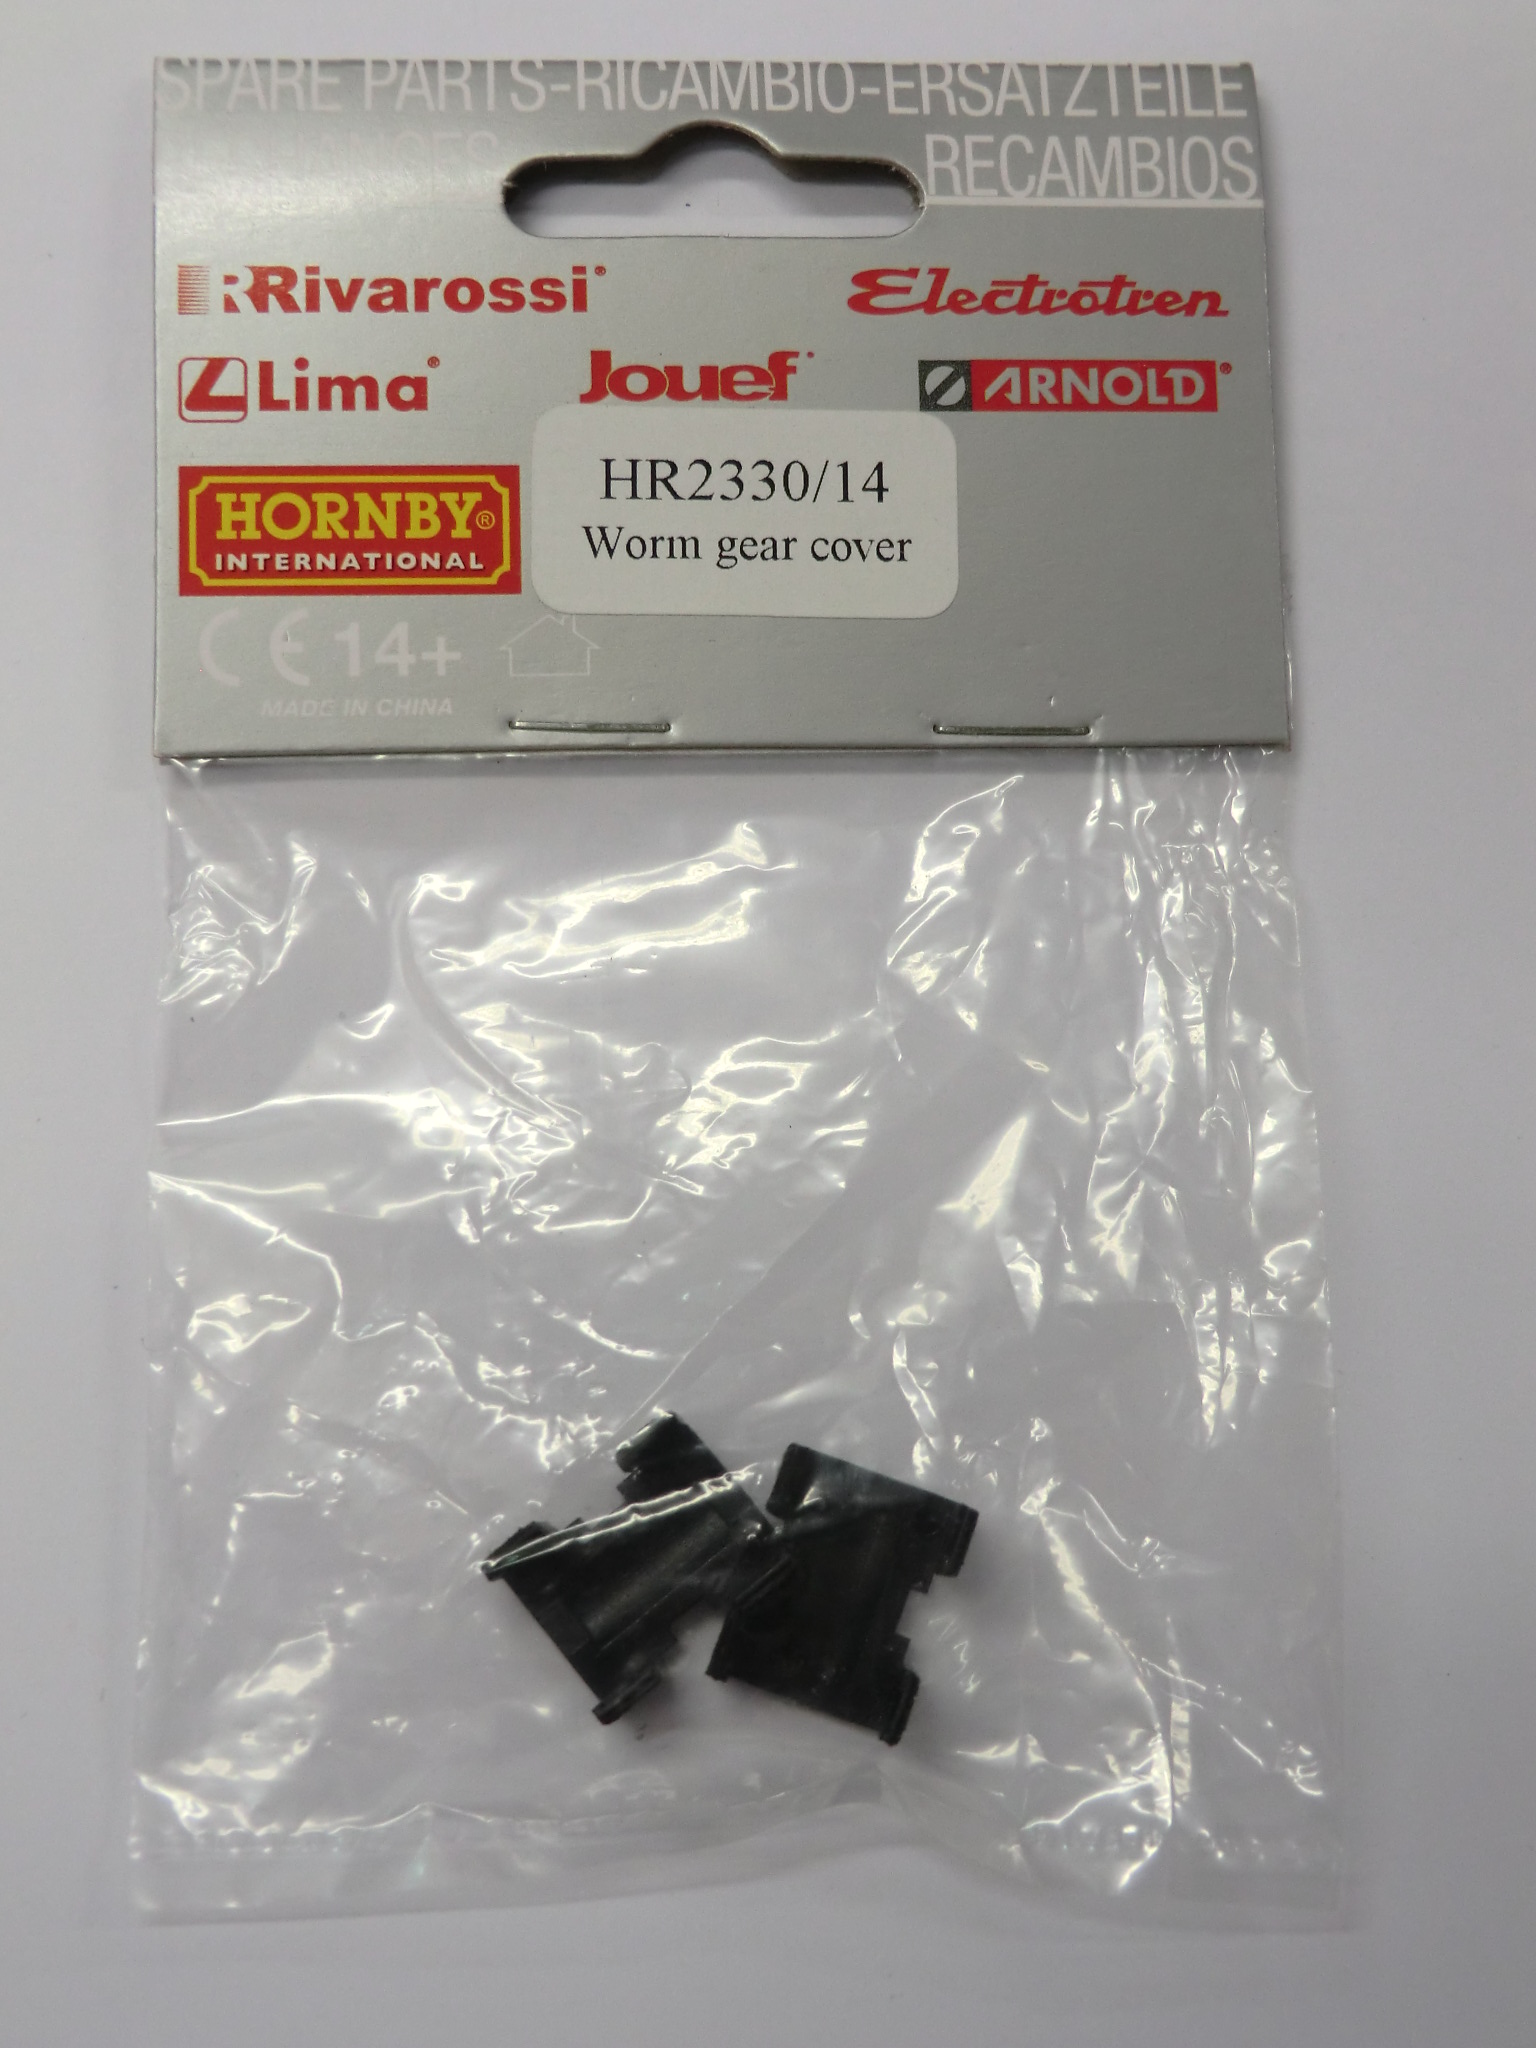 SPARE PARTS-RICAMBIO-ERSATZTEILE
RECAMBIOS
Rivarossi®
Electrotren
Lima®
Jouef
ARNOLD®
HORNBY®
INTERNATIONAL
HR2330/14
Worm gear cover
CE 14+
MADE IN CHINA